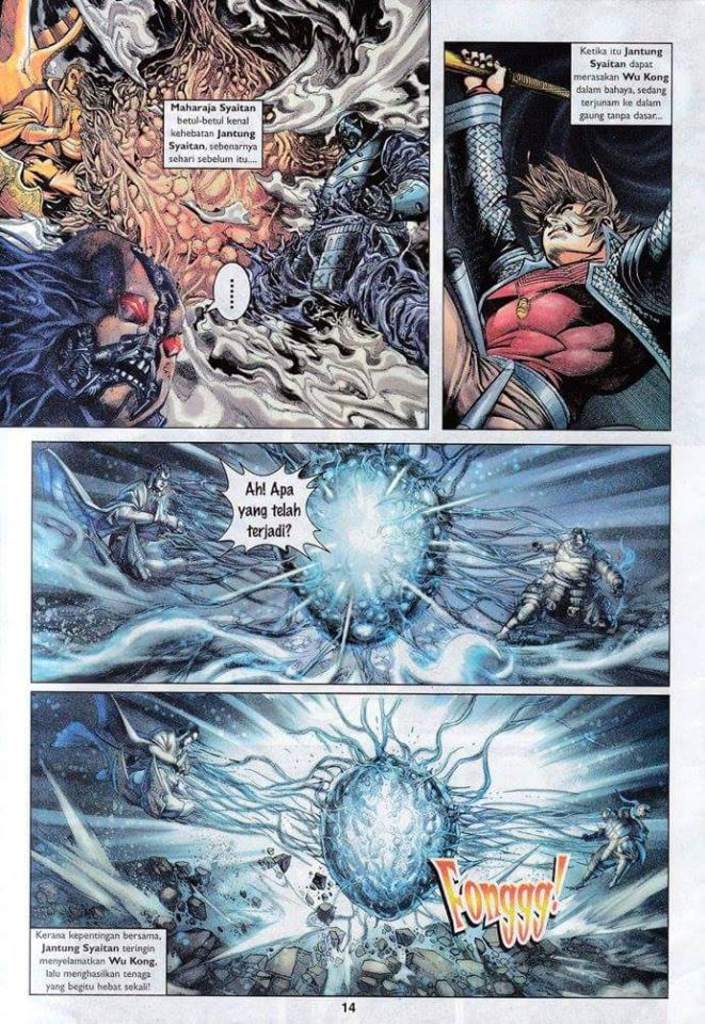 Maharaja Syaitan
betul-betul kenal
kehebatan Jantung
Syaitan, sebenarnya
sehari sebelum itu....
......
Ketika itu Jantung
Syaitan dapat
merasakan Wu Kong
dalam bahaya, sedang
terjunam ke dalam
gaung tanpa dasar...
Ah! Apa
yang telah
terjadi?
Fonggg!
Kerana kepentingan bersama,
Jantung Syaitan teringin
menyelamatkan Wu Kong,
lalu menghasilkan tenaga
yang begitu hebat sekali!
14